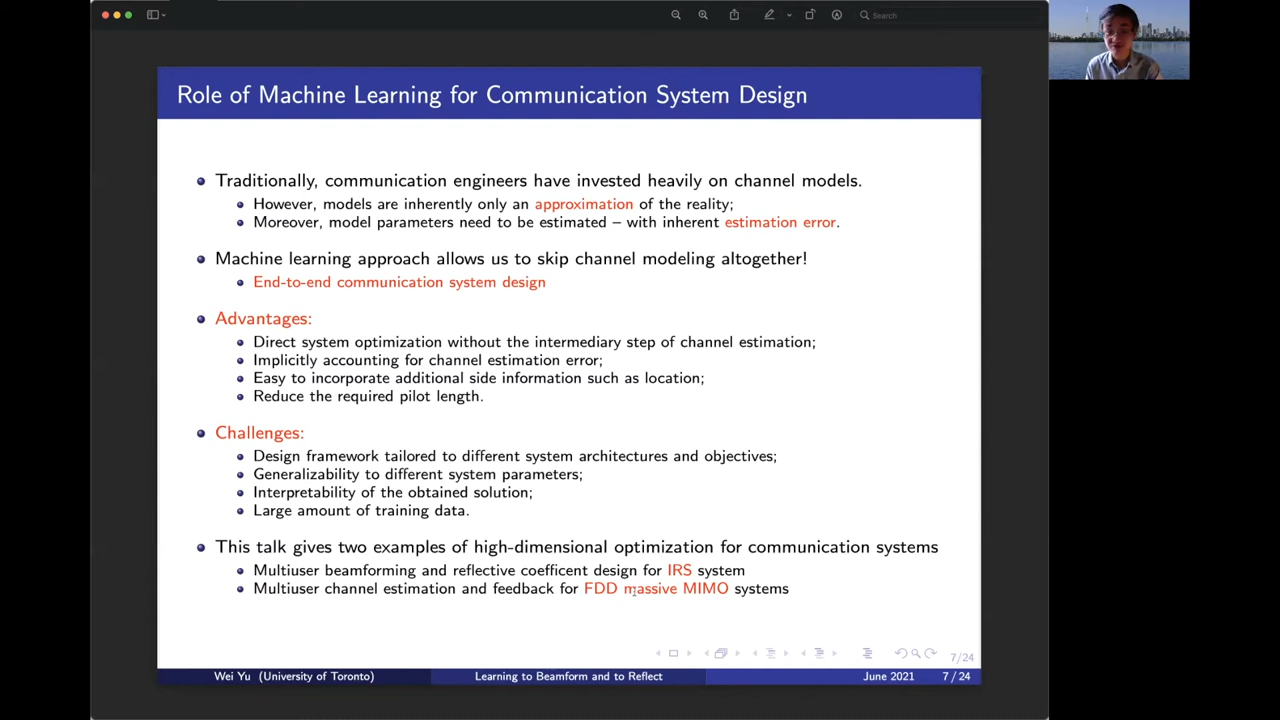 Search
Role of Machine Learning for Communication System Design
Traditionally, communication engineers have invested heavily on channel models.
However, models are inherently only an approximation of the reality;
Moreover, model parameters need to be estimated – with inherent estimation error.
Machine learning approach allows us to skip channel modeling altogether!
End-to-end communication system design
Advantages:
Direct system optimization without the intermediary step of channel estimation;
Implicitly accounting for channel estimation error;
Easy to incorporate additional side information such as location;
Reduce the required pilot length.
Challenges:
Design framework tailored to different system architectures and objectives;
Generalizability to different system parameters;
Interpretability of the obtained solution;
Large amount of training data.
This talk gives two examples of high-dimensional optimization for communication systems
Multiuser beamforming and reflective coefficent design for IRS system
Multiuser channel estimation and feedback for FDD massive MIMO systems
7/24
Wei Yu (University of Toronto) Learning to Beamform and to Reflect June 2021 7 / 24